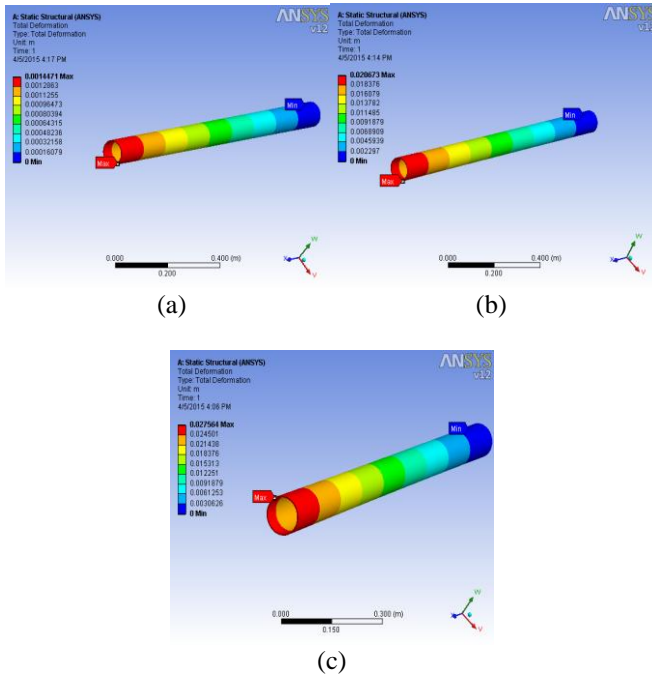 A: Static Structural (ANSYS)
Total Deformation
Type: Total Deformation
Unit: m
Time: 1
4/5/2015 4:17 PM
0.0014471 Max
0.0012863
0.0011255
0.00096473
0.00080394
0.00064315
0.00048236
0.00032158
0.00016079
0 Min
ANSYS
v12
Min
Max
0.000 0.400 (m)
0.200
X W V
(a)
A: Static Structural (ANSYS)
Total Deformation
Type: Total Deformation
Unit: m
Time: 1
4/5/2015 4:14 PM
0.020673 Max
0.018376
0.016079
0.013782
0.011485
0.0091879
0.0068909
0.0045939
0.002297
0 Min
ANSYS
v12
Min
Max
0.000 0.400 (m)
0.200
X W V
(b)
A: Static Structural (ANSYS)
Total Deformation
Type: Total Deformation
Unit: m
Time: 1
4/5/2015 4:06 PM
0.027564 Max
0.024501
0.021438
0.018376
0.015313
0.012251
0.0091879
0.0061253
0.0030626
0 Min
ANSYS
v12
Min
Max
0.000 0.300 (m)
0.150
X W V
(c)